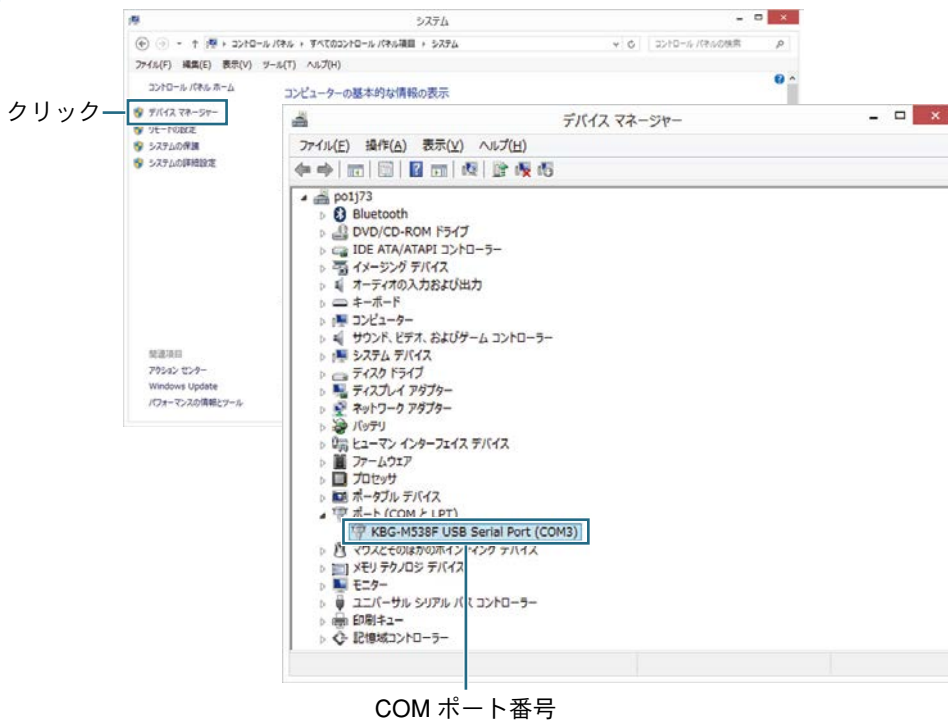 システム
コントロール パネル すべてのコントロール パネル項目 システム
コントロール パネルの検索
ファイル(F) 編集(E) 表示(V) ツール(T) ヘルプ(H)
コントロール パネル ホーム
コンピューターの基本的な情報の表示
クリック
デバイス マネージャー
リモートの設定
システムの保護
システムの詳細設定
関連項目
アクション センター
Windows Update
パフォーマンスの情報とツール
デバイス マネージャー
ファイル(F) 操作(A) 表示(V) ヘルプ(H)
po1j73
Bluetooth
DVD/CD-ROM ドライブ
IDE ATA/ATAPI コントローラー
イメージング デバイス
オーディオの入力および出力
キーボード
コンピューター
サウンド、ビデオ、およびゲーム コントローラー
システム デバイス
ディスク ドライブ
ディスプレイ アダプター
ネットワーク アダプター
バッテリ
ヒューマン インターフェイス デバイス
ファームウェア
プロセッサ
ポータブル デバイス
ポート (COM と LPT)
KBG-M538F USB Serial Port (COM3)
マウスとそのほかのポインティング デバイス
メモリ テクノロジ デバイス
モニター
ユニバーサル シリアル バス コントローラー
印刷キュー
記憶域コントローラー
COM ポート番号